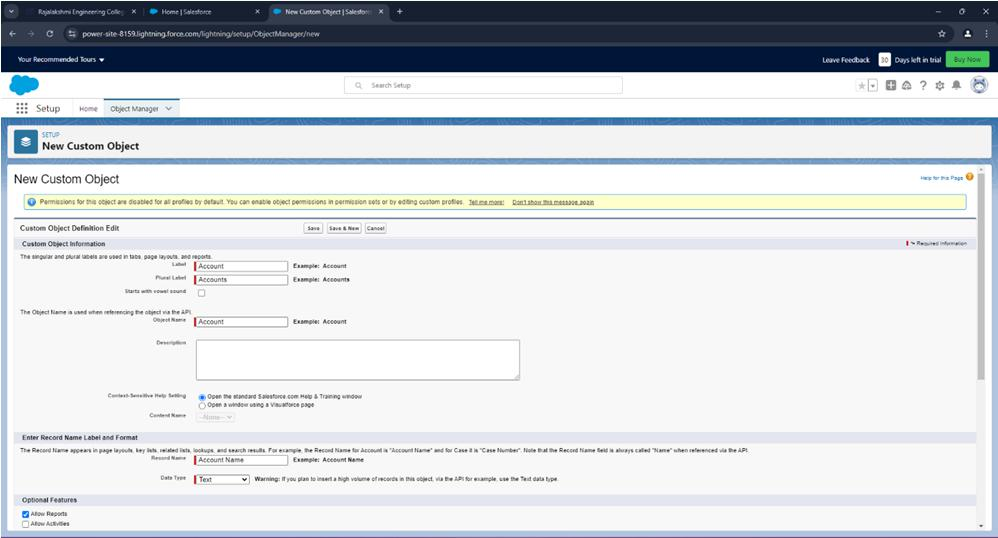 Rajalakshmi Engineering Colleg
Home | Salesforce
New Custom Object | Salesforce
power-site-8159.lightning.force.com/lightning/setup/ObjectManager/new
Your Recommended Tours
Leave Feedback 30 Days left in trial Buy Now
Search Setup
Setup Home Object Manager
SETUP
New Custom Object
New Custom Object
Help for this Page
Permissions for this object are disabled for all profiles by default. You can enable object permissions in permission sets or by editing custom profiles. Tell me more! Don't show this message again
Custom Object Definition Edit Save Save & New Cancel
Custom Object Information = Required Information
The singular and plural labels are used in tabs, page layouts, and reports.
Label Account Example: Account
Plural Label Accounts Example: Accounts
Starts with vowel sound
The Object Name is used when referencing the object via the API.
Object Name Account Example: Account
Description
Context-Sensitive Help Setting Open the standard Salesforce.com Help & Training window
Open a window using a Visualforce page
Content Name --None--
Enter Record Name Label and Format
The Record Name appears in page layouts, key lists, related lists, lookups, and search results. For example, the Record Name for Account is "Account Name" and for Case it is "Case Number". Note that the Record Name field is always called "Name" when referenced via the API.
Record Name Account Name Example: Account Name
Data Type Text Warning: If you plan to insert a high volume of records in this object, via the API for example, use the Text data type.
Optional Features
Allow Reports
Allow Activities